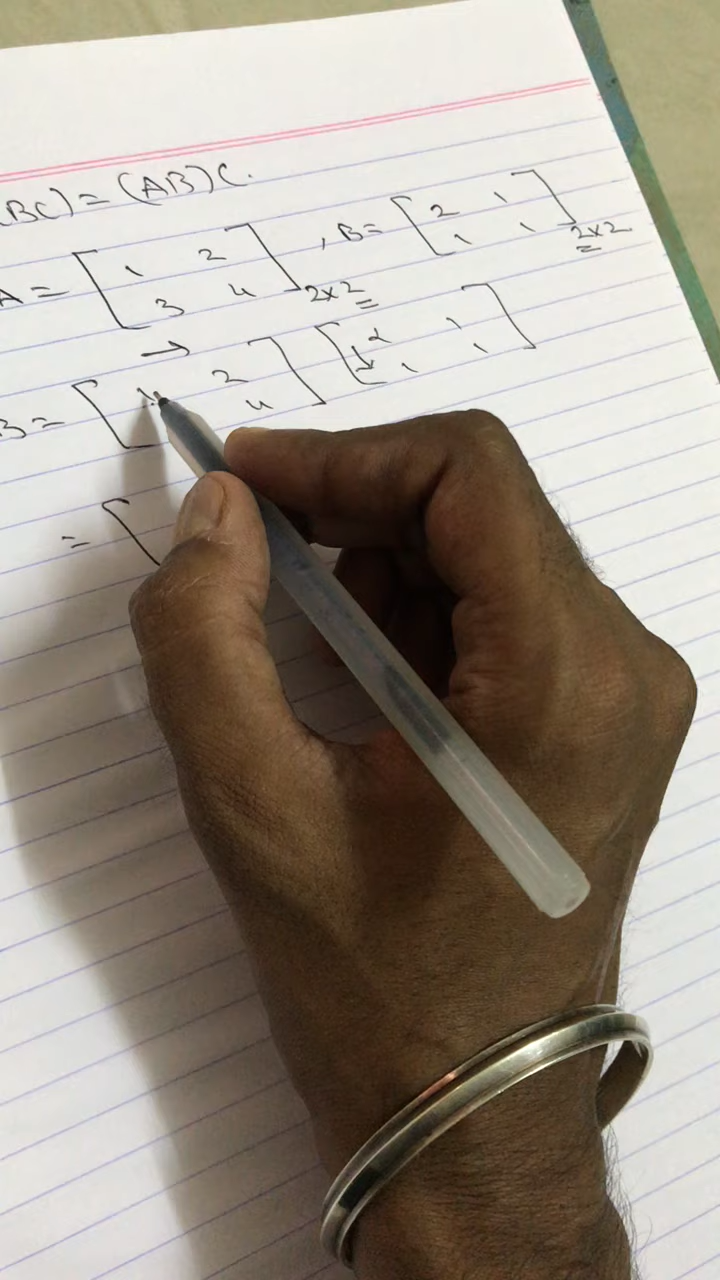 BC) = (AB)C.
A = [ 1 2 3 4 ] 2x2 , B = [ 2 1 1 1 ] 2x2
B = [ 1 2 4 ] [ 2 1 1 1 ]
= [